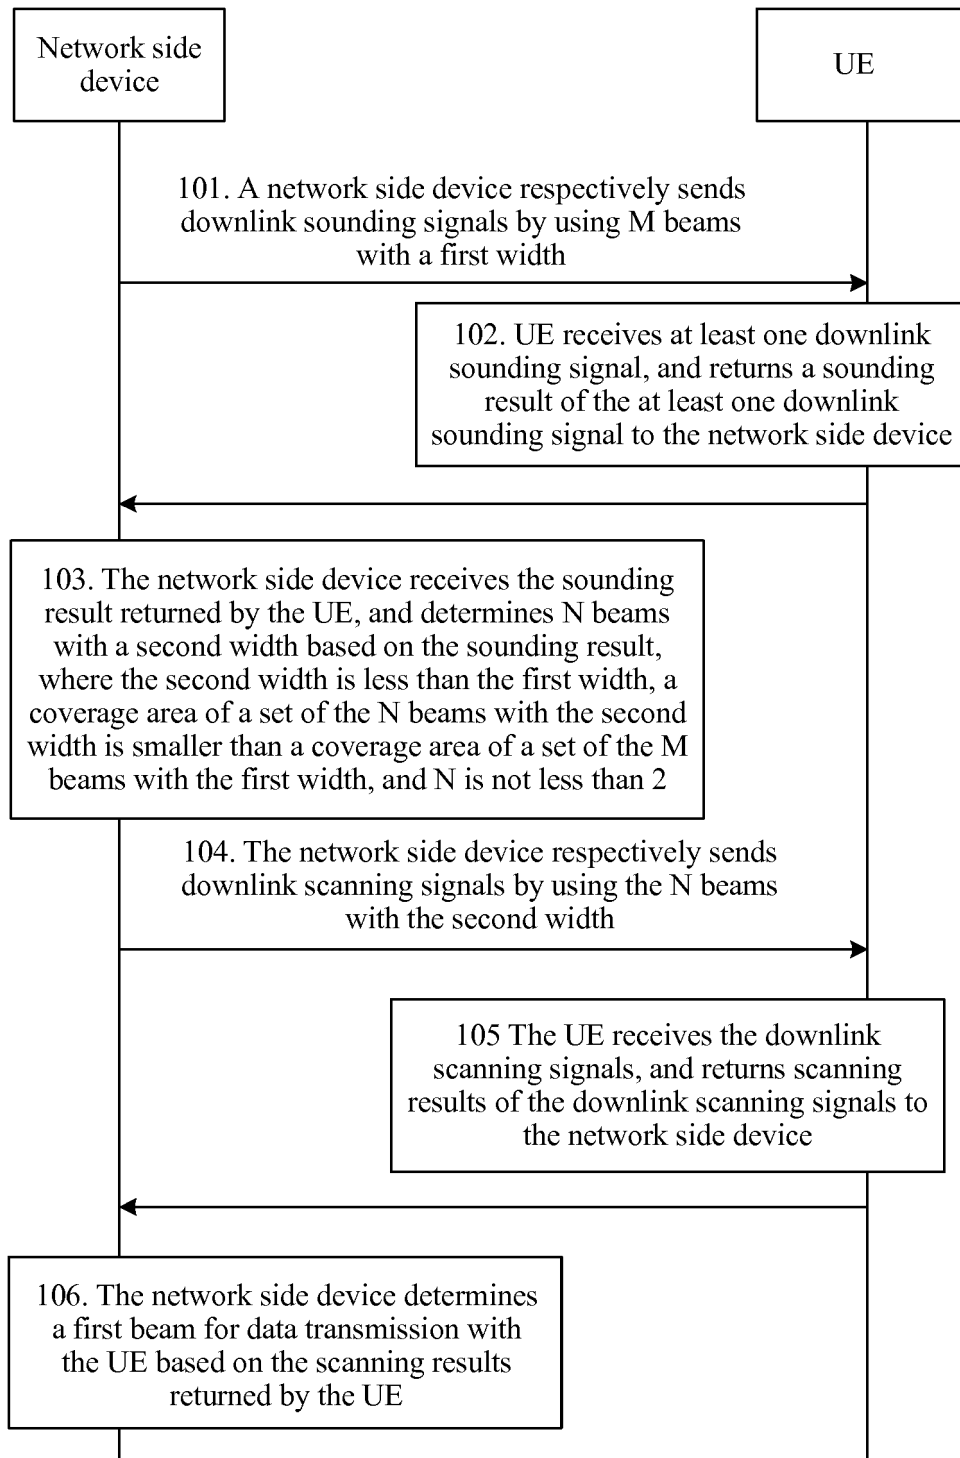 Network side
device
UE
101. A network side device respectively sends
downlink sounding signals by using M beams
with a first width
102. UE receives at least one downlink
sounding signal, and returns a sounding
result of the at least one downlink
sounding signal to the network side device
103. The network side device receives the sounding
result returned by the UE, and determines N beams
with a second width based on the sounding result,
where the second width is less than the first width, a
coverage area of a set of the N beams with the second
width is smaller than a coverage area of a set of the M
beams with the first width, and N is not less than 2
104. The network side device respectively sends
downlink scanning signals by using the N beams
with the second width
105 The UE receives the downlink
scanning signals, and returns scanning
results of the downlink scanning signals to
the network side device
106. The network side device determines
a first beam for data transmission with
the UE based on the scanning results
returned by the UE